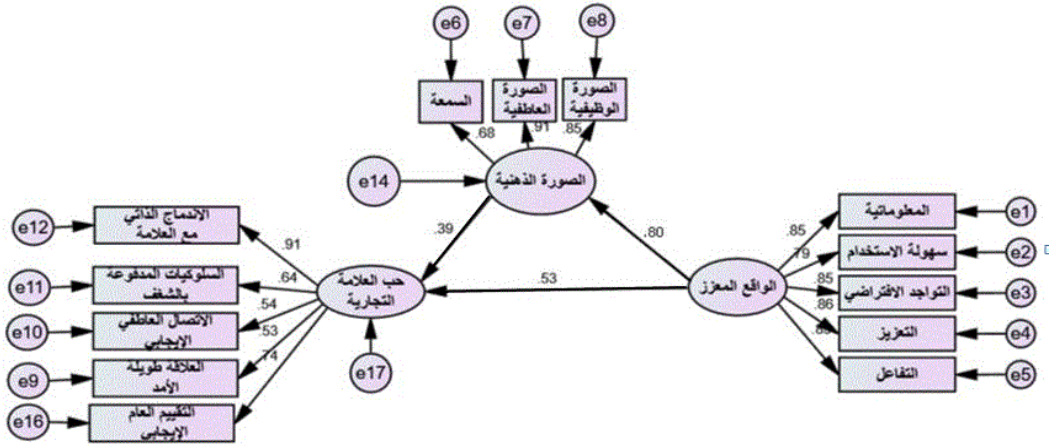 e6
e7
e8
السمعة
الصورة
العاطفية
الصورة
الوظيفية
.68
.91
.85
e14
الصورة الذهنية
e12
الاندماج الذاتي
مع العلامة
.91
.39
.80
.85
المعلوماتية
e1
.79
سهولة الاستخدام
e2
e11
السلوكيات المدفوعة
بالشغف
.64
حب العلامة
التجارية
.53
الواقع المعزز
.85
التواجد الافتراضي
e3
e10
الاتصال العاطفي
الإيجابي
.54
.86
التعزيز
e4
e9
العلاقة طويلة
الأمد
.53
e17
التفاعل
e5
e16
التقييم العام
الإيجابي
.74